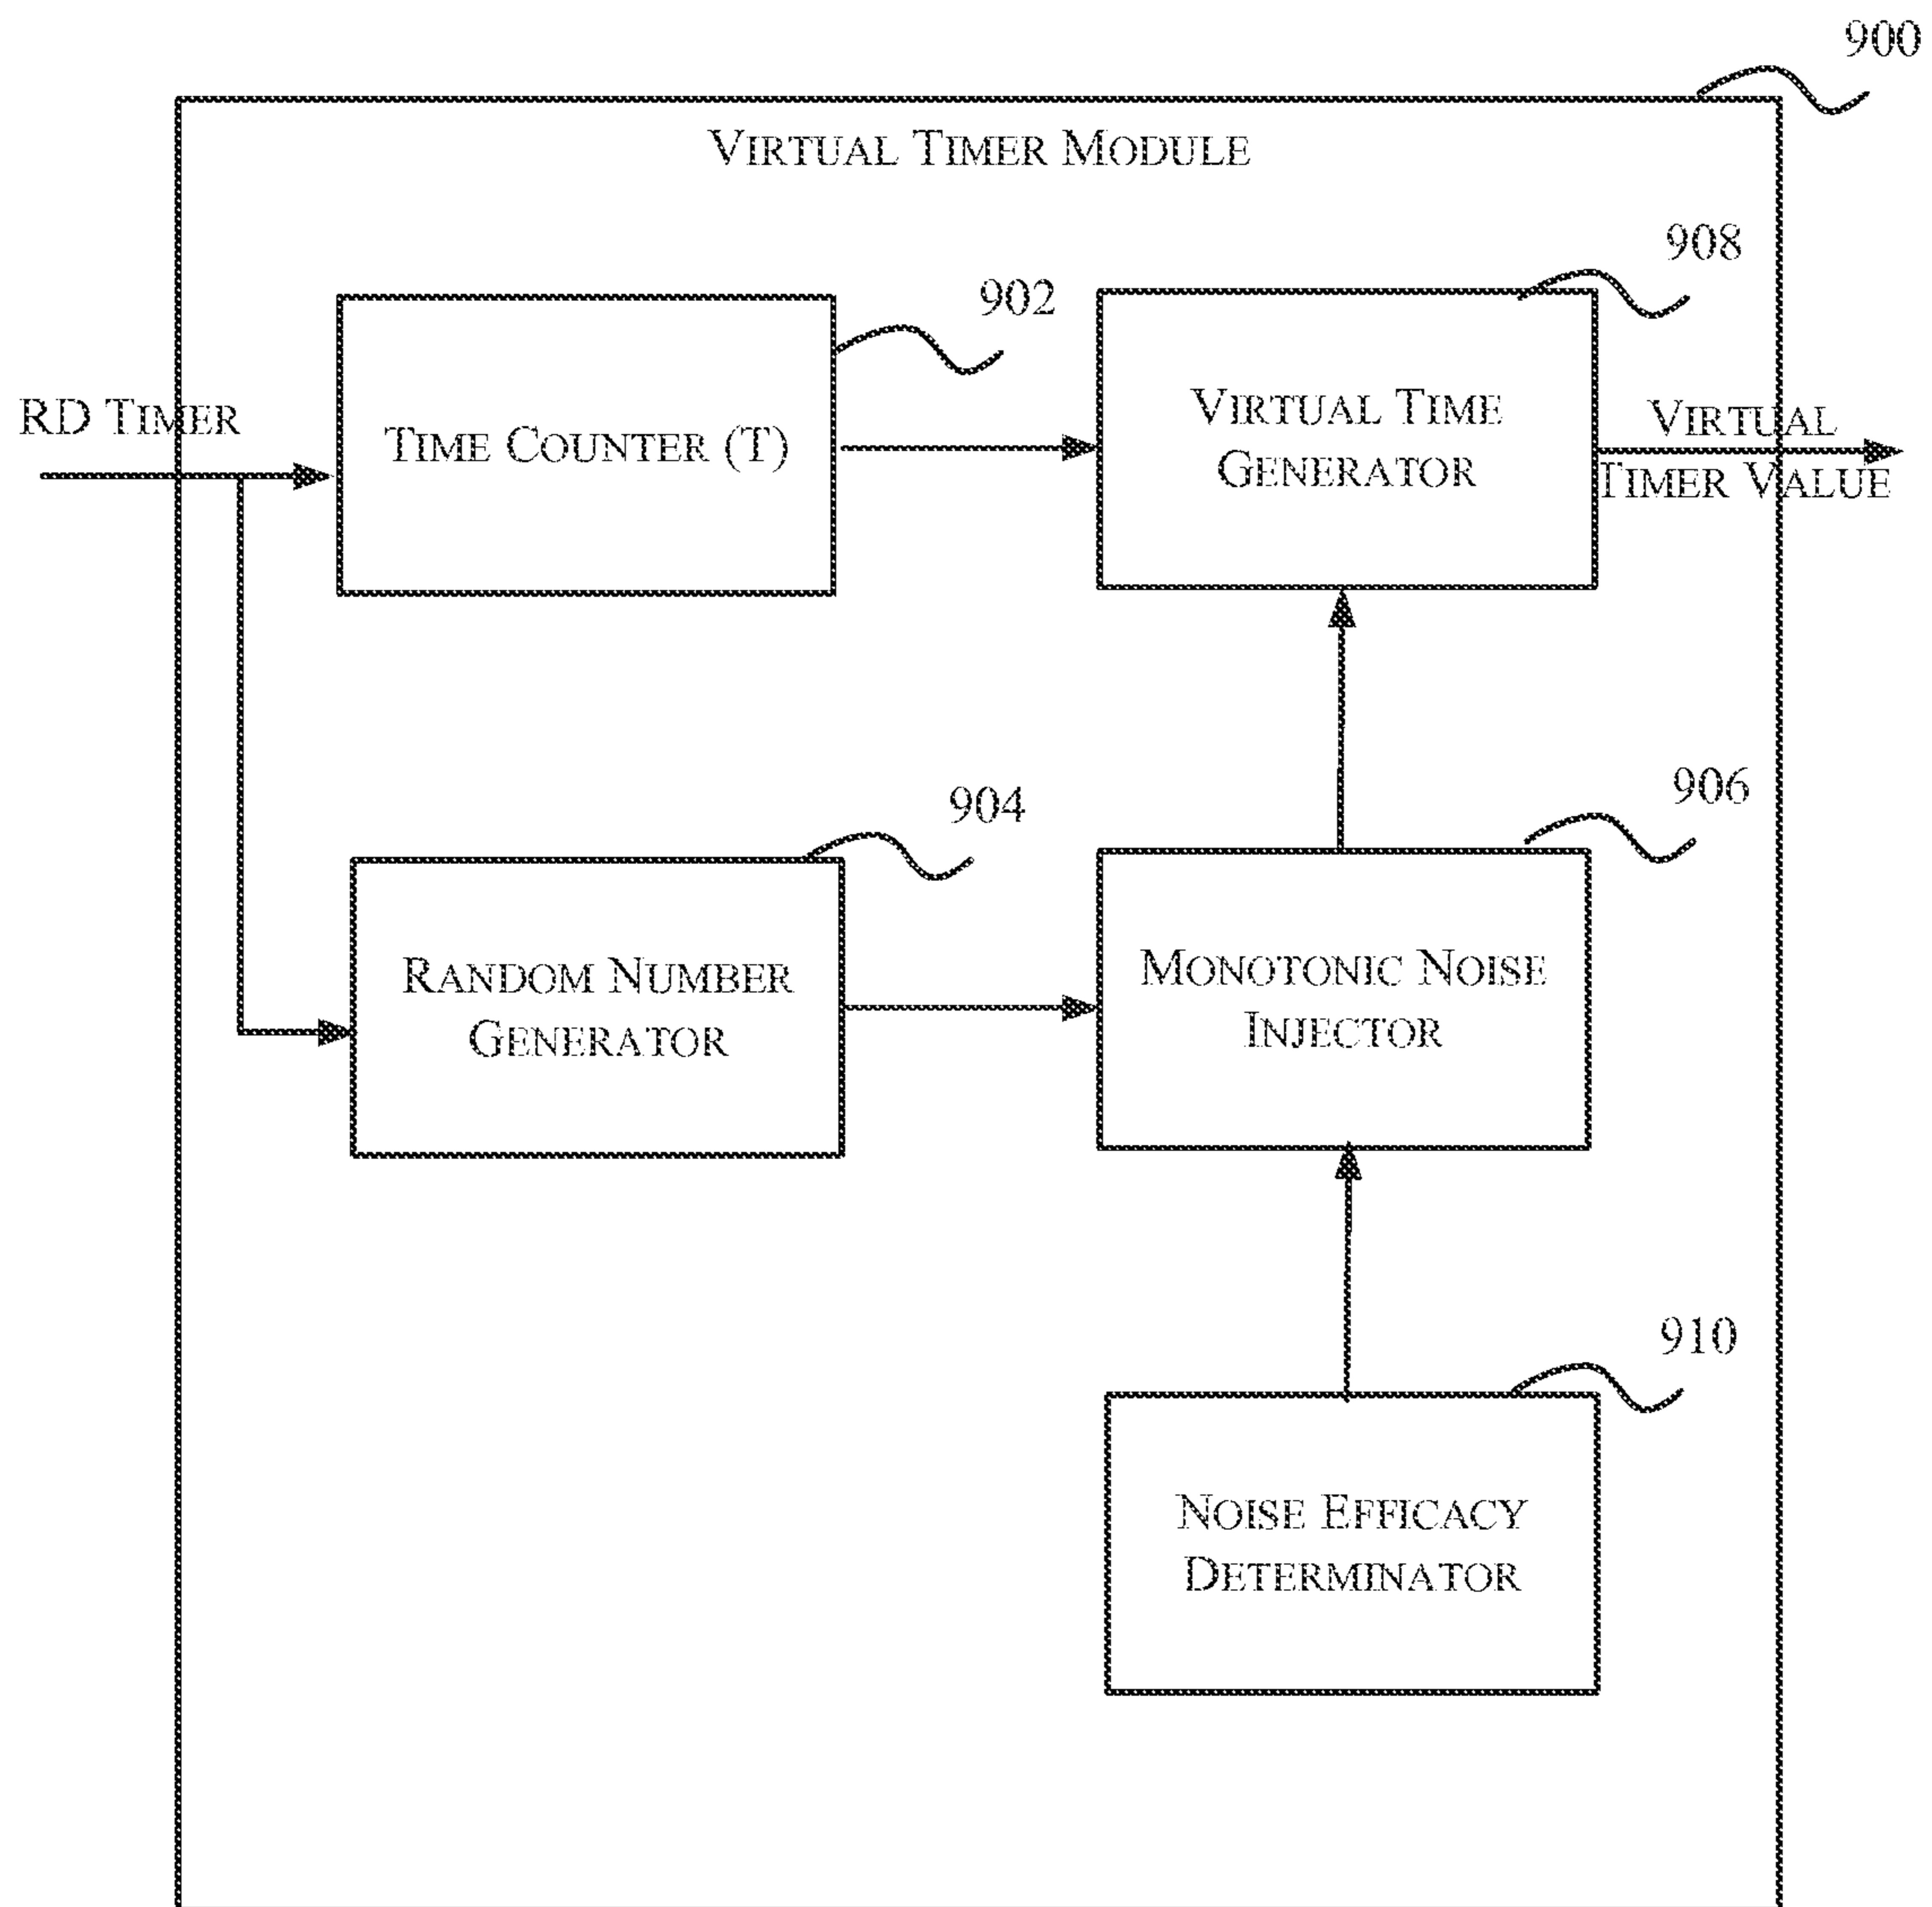 900
VIRTUAL TIMER MODULE
908
902
RD TIMER
TIME COUNTER (T)
VIRTUAL TIME
GENERATOR
VIRTUAL
TIMER VALUE
906
904
RANDOM NUMBER
GENERATOR
MONOTONIC NOISE
INJECTOR
910
NOISE EFFICACY
DETERMINATOR